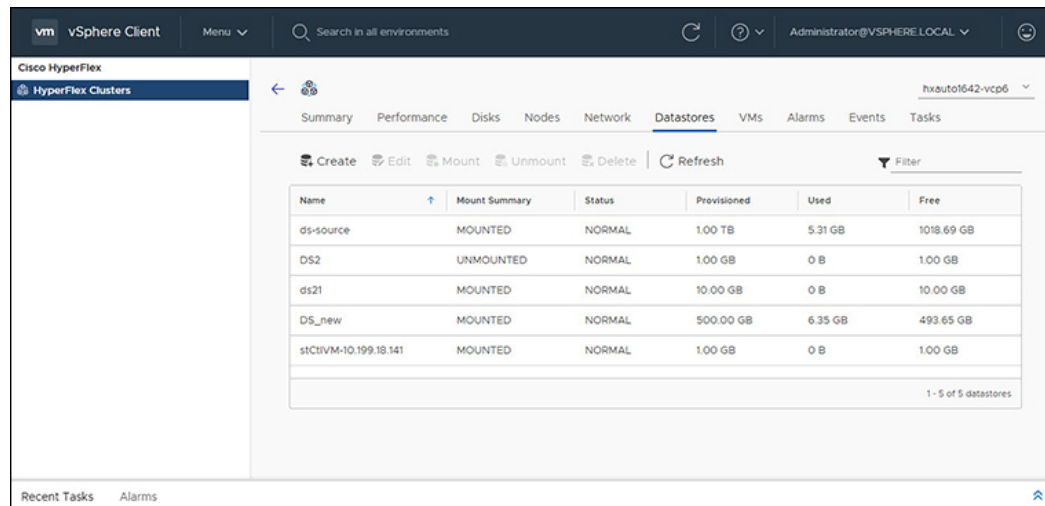 vm vSphere Client Menu Search in all environments Administrator@VSPHERE.LOCAL
Cisco HyperFlex
HyperFlex Clusters
hxauto1642-vcp6
Summary Performance Disks Nodes Network Datastores VMs Alarms Events Tasks
Create Edit Mount Unmount Delete Refresh Filter
Name Mount Summary Status Provisioned Used Free
ds-source MOUNTED NORMAL 1.00 TB 5.31 GB 1018.69 GB
DS2 UNMOUNTED NORMAL 1.00 GB 0 B 1.00 GB
ds21 MOUNTED NORMAL 10.00 GB 0 B 10.00 GB
DS_new MOUNTED NORMAL 500.00 GB 6.35 GB 493.65 GB
stCtlVM-10.199.18.141 MOUNTED NORMAL 1.00 GB 0 B 1.00 GB
1 - 5 of 5 datastores
Recent Tasks Alarms